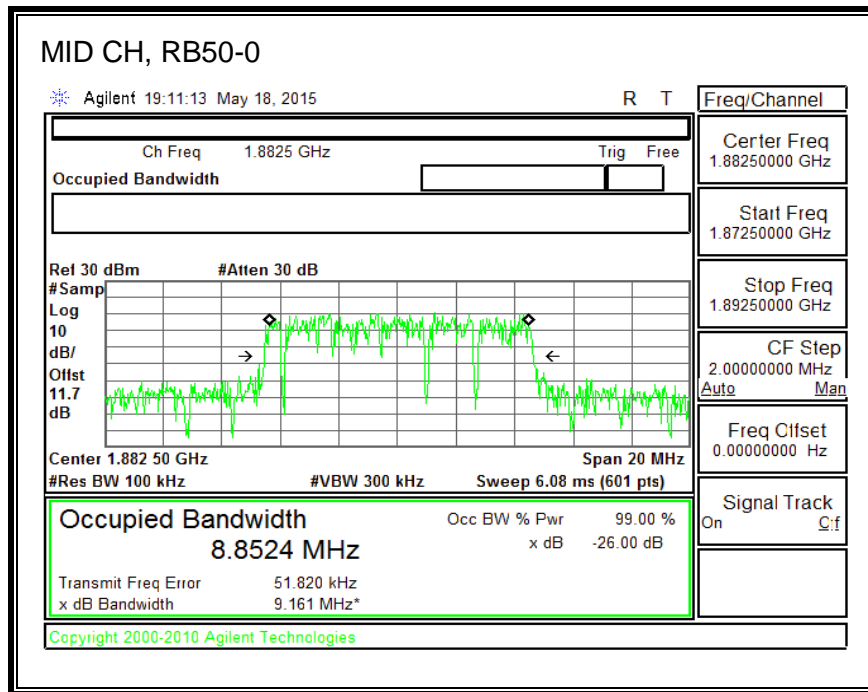 MID CH, RB50-0
Agilent 19:11:13 May 18, 2015 R T
Freq/Channel
Ch Freq 1.8825 GHz Trig Free
Occupied Bandwidth
Center Freq
1.88250000 GHz
Start Freq
1.87250000 GHz
Stop Freq
1.89250000 GHz
CF Step
2.00000000 MHz
Auto Man
Freq Offset
0.00000000 Hz
Signal Track
On Off
Ref 30 dBm #Atten 30 dB
#Samp
Log
10
dB/
Offst
11.7
dB
Center 1.882 50 GHz Span 20 MHz
#Res BW 100 kHz #VBW 300 kHz Sweep 6.08 ms (601 pts)
Occupied Bandwidth
8.8524 MHz
Occ BW % Pwr 99.00 %
x dB -26.00 dB
Transmit Freq Error 51.820 kHz
x dB Bandwidth 9.161 MHz*
Copyright 2000-2010 Agilent Technologies